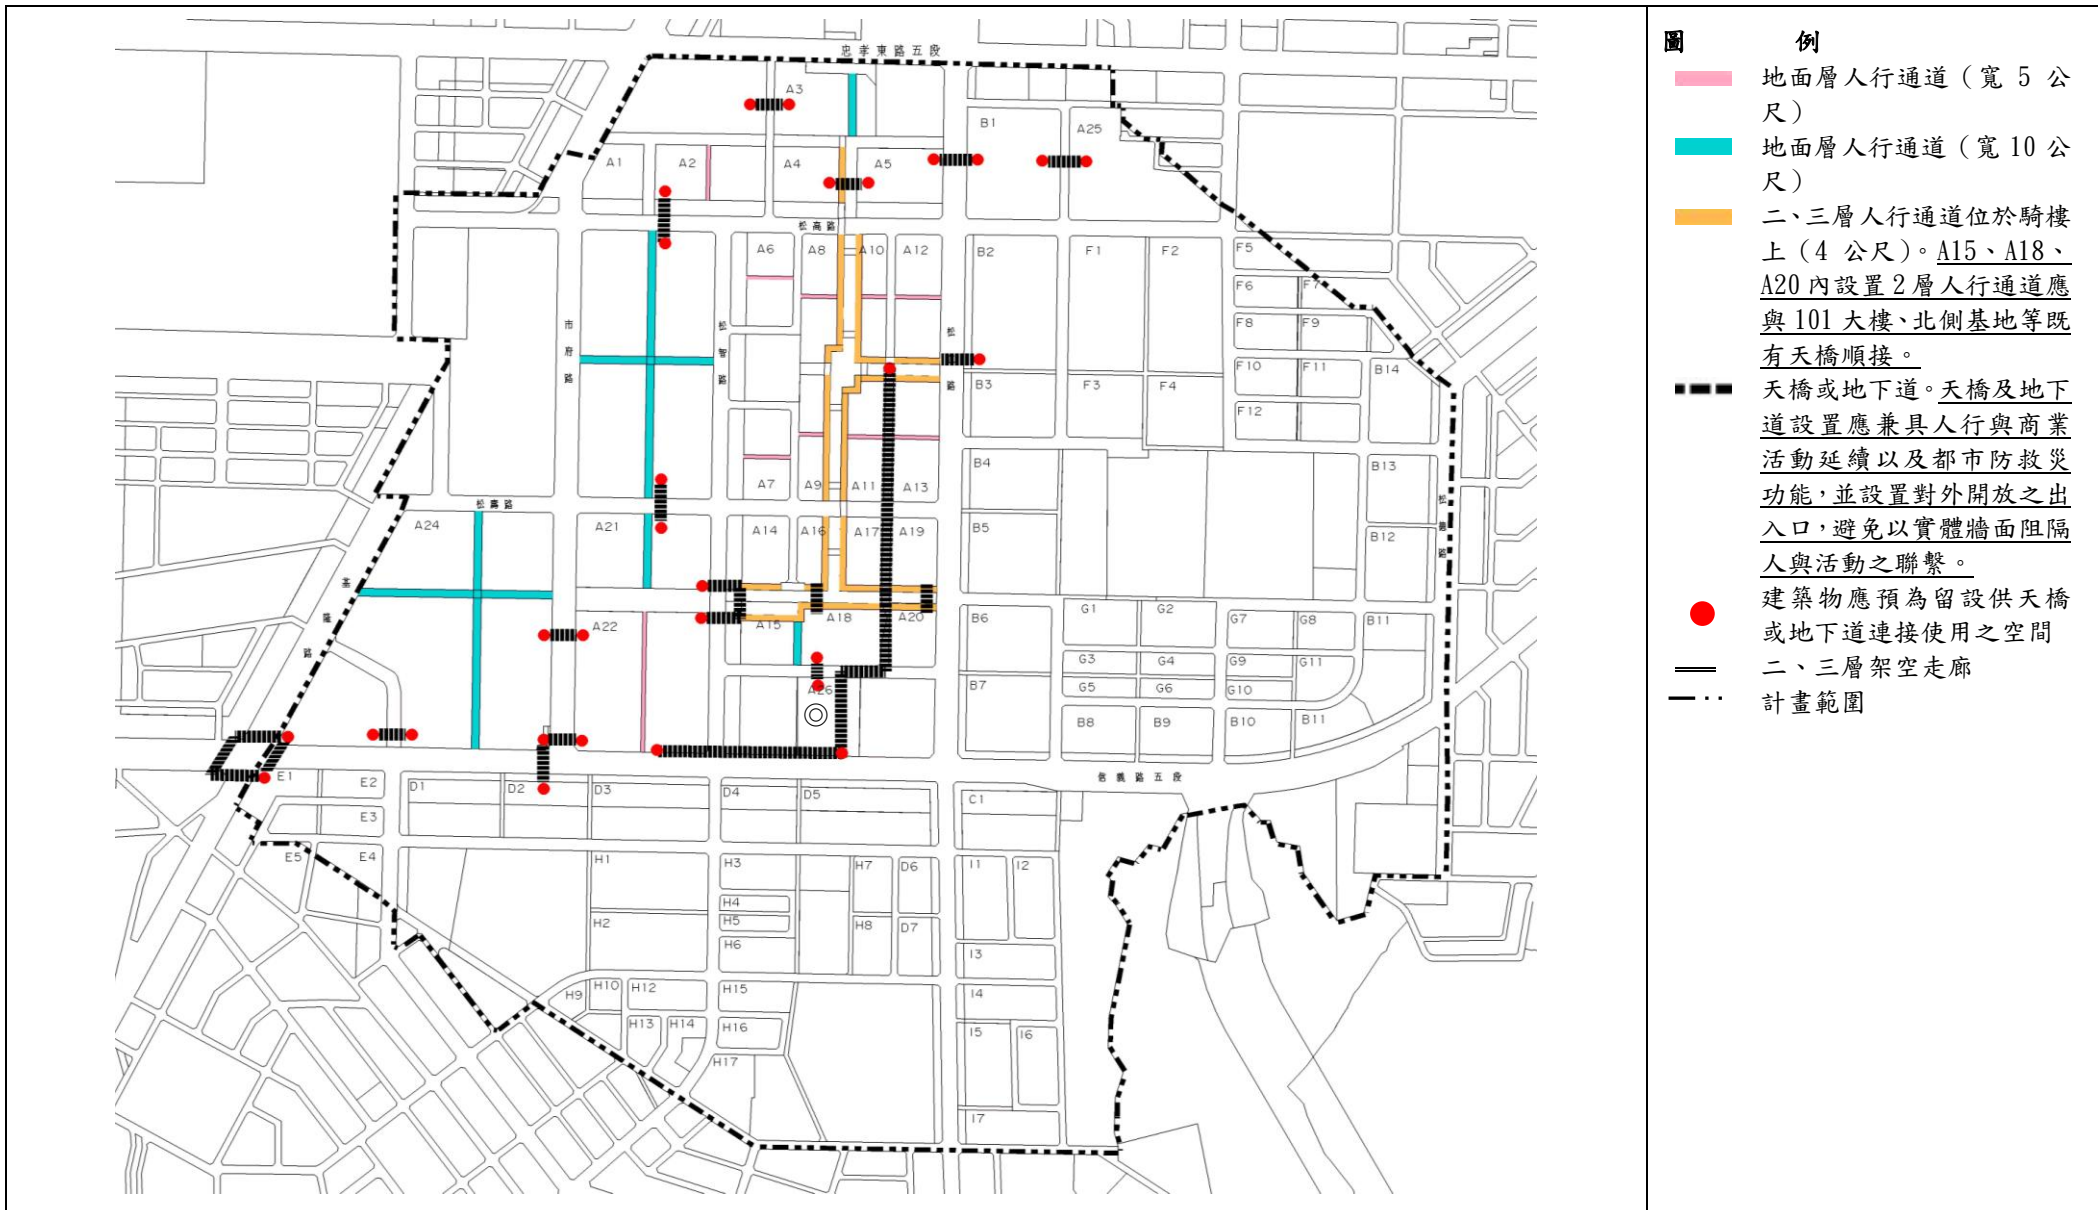 忠孝東路五段
A3
B1
A25
A1
A2
A4
A5
松高路
A6
A8
A10
A12
B2
F1
F2
F5
F6
F7
市府路
F8
F9
B3
F3
F4
F10
F11
B14
F12
A7
A9
A11
A13
B4
B13
松壽路
A24
A21
A14
A16
A17
A19
B5
B12
基隆路
A22
A15
A18
A20
B6
G1
G2
G7
G8
B11
G3
G4
G9
G11
B7
G5
G6
G10
A26
B8
B9
B10
B11
信義路五段
E1
E2
D1
D2
D3
D4
D5
C1
E3
E5
E4
H1
H3
H7
D6
I1
I2
H4
H5
H2
H6
H8
D7
I3
H9
H10
H12
H15
I4
H13
H14
H16
I5
I6
H17
I7
圖 例
地面層人行通道（寬 5 公
尺）
地面層人行通道（寬 10 公
尺）
二、三層人行通道位於騎樓
上（4 公尺）。A15、A18、
A20 內設置 2 層人行通道應
與 101 大樓、北側基地等既
有天橋順接。
天橋或地下道。天橋及地下
道設置應兼具人行與商業
活動延續以及都市防救災
功能，並設置對外開放之出
入口，避免以實體牆面阻隔
人與活動之聯繫。
建築物應預為留設供天橋
或地下道連接使用之空間
二、三層架空走廊
計畫範圍